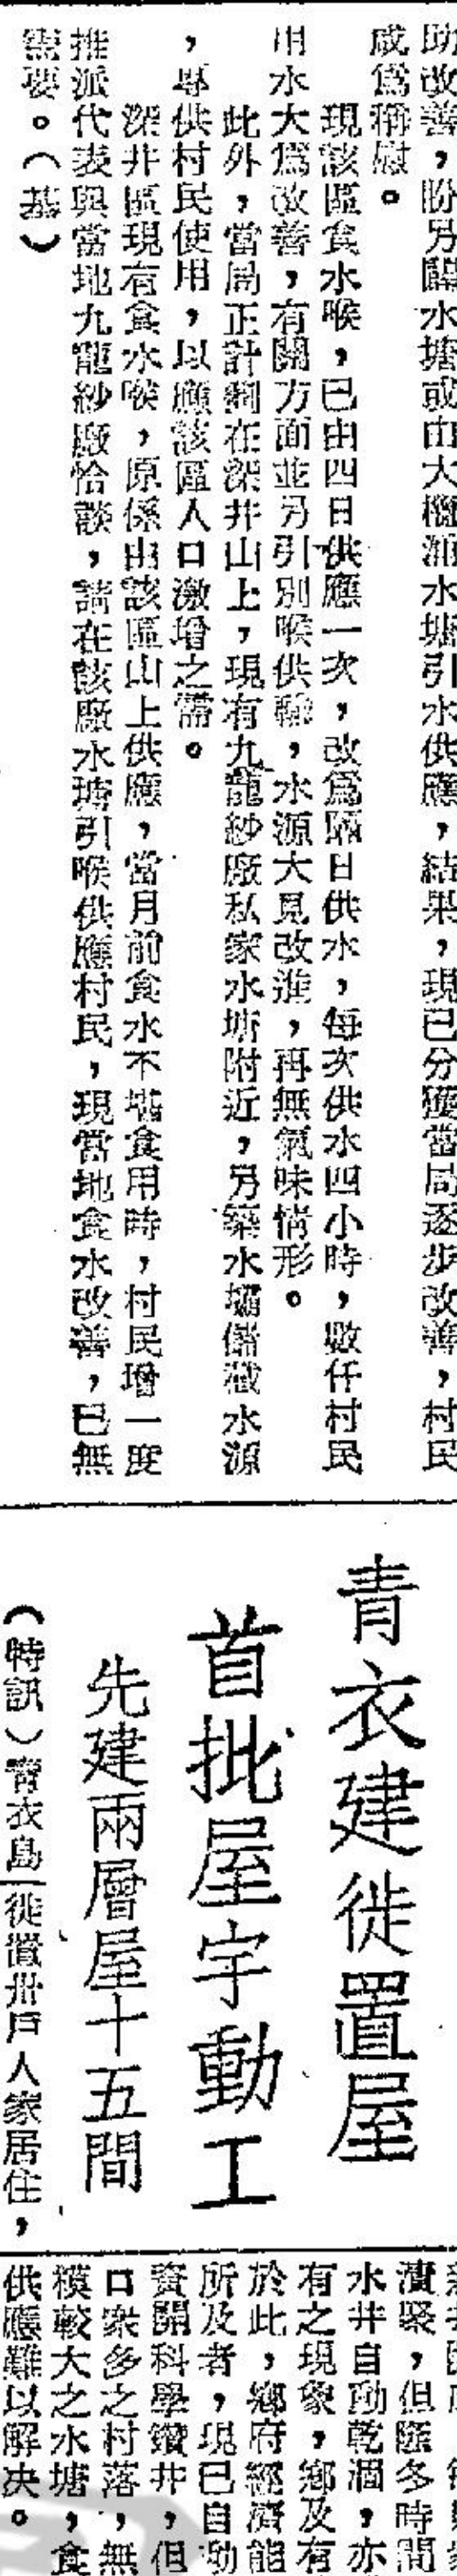 助改善，盼另闢水塘或由大欖涌水塘引水供應，結果，現已分獲當局逐步改善，村民
咸爲稱慰。
現該區食水喉，已由四日供應一次，改爲隔日供水，每次供水四小時，數仟村民
用水大爲改善，有關方面並另引別喉供輸，水源大見改進，再無氣味情形。
此外，當局正計劃在深井山上，現有九龍紗廠私家水塘附近，另築水壩儲藏水源
，專供村民使用，以應該區人口激增之需。
深井區現有食水喉，原係由該區山上供應，當月前食水不堪食用時，村民增一度
推派代表與當地九龍紗廠恰談，請在該廠水塘引喉供應村民，現當地食水改善，已無
需要。（基）
青衣建徙置屋
首批屋宇動工
先建兩層屋十五間
（特訊）青衣島徙置卅戶人家居住，
瀆緊，但旣多時間
水井自動乾涸，亦
有之現象，鄉及有
於此，鄉府經濟能
所及者，現已自动
資開科學鑽井，但
口衆多之村落，無
模較大之水塘，食
供應難以解決。